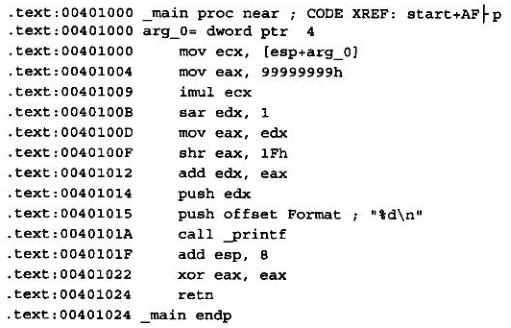 .text:00401000 _main proc near ; CODE XREF: start+AF├p
.text:00401000 arg_0= dword ptr 4
.text:00401000 mov ecx, [esp+arg_0]
.text:00401004 mov eax, 99999999h
.text:00401009 imul ecx
.text:0040100B sar edx, 1
.text:0040100D mov eax, edx
.text:0040100F shr eax, 1Fh
.text:00401012 add edx, eax
.text:00401014 push edx
.text:00401015 push offset Format ; "%d\n"
.text:0040101A call _printf
.text:0040101F add esp, 8
.text:00401022 xor eax, eax
.text:00401024 retn
.text:00401024 _main endp